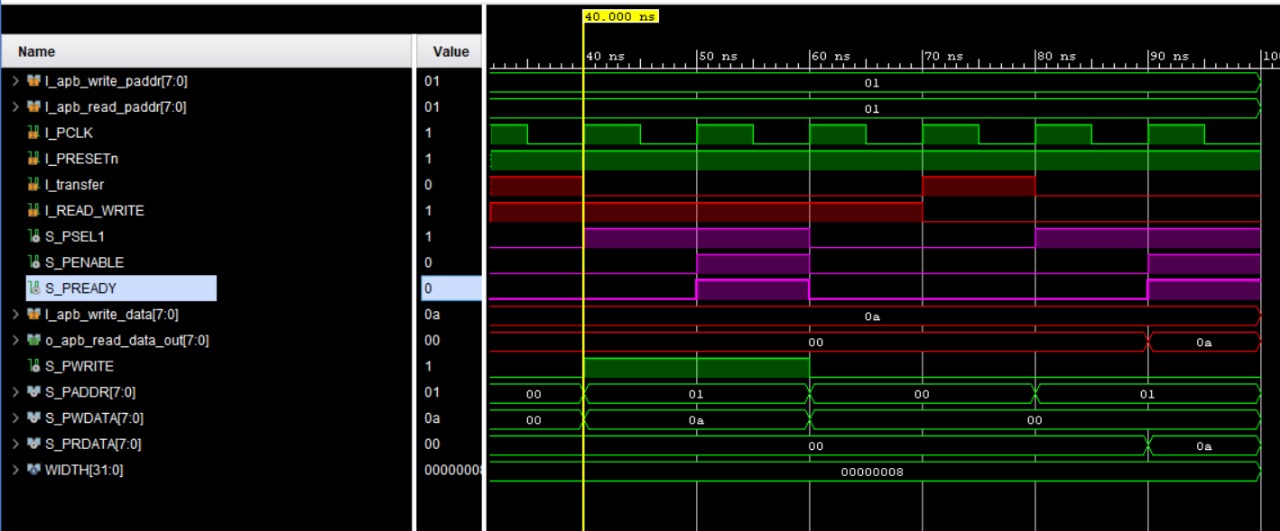 40.000 ns
Name Value
40 ns 50 ns 60 ns 70 ns 80 ns 90 ns
I_apb_write_paddr[7:0] 01 01
I_apb_read_paddr[7:0] 01 01
I_PCLK 1
I_PRESETn 1
I_transfer 0
I_READ_WRITE 1
S_PSEL1 1
S_PENABLE 0
S_PREADY 0
I_apb_write_data[7:0] 0a 0a
o_apb_read_data_out[7:0] 00 00 0a
S_PWRITE 1
S_PADDR[7:0] 01 00 01 00 01
S_PWDATA[7:0] 0a 00 0a 00
S_PRDATA[7:0] 00 00 0a
WIDTH[31:0] 00000008 00000008